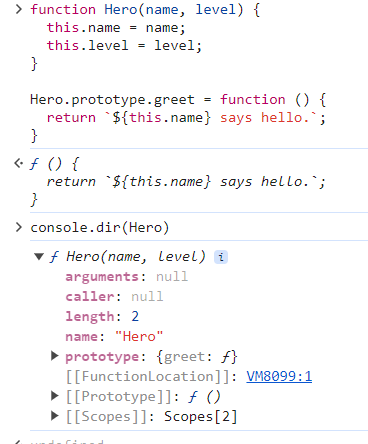 > function Hero(name, level) {
    this.name = name;
    this.level = level;
  }

  Hero.prototype.greet = function () {
    return `${this.name} says hello.`;
  }
< ƒ () {
    return `${this.name} says hello.`;
  }
> console.dir(Hero)
  ▼ ƒ Hero(name, level) i
      arguments: null
      caller: null
      length: 2
      name: "Hero"
    ▶ prototype: {greet: ƒ}
      [[FunctionLocation]]: VM8099:1
    ▶ [[Prototype]]: ƒ ()
    ▶ [[Scopes]]: Scopes[2]
< undefined